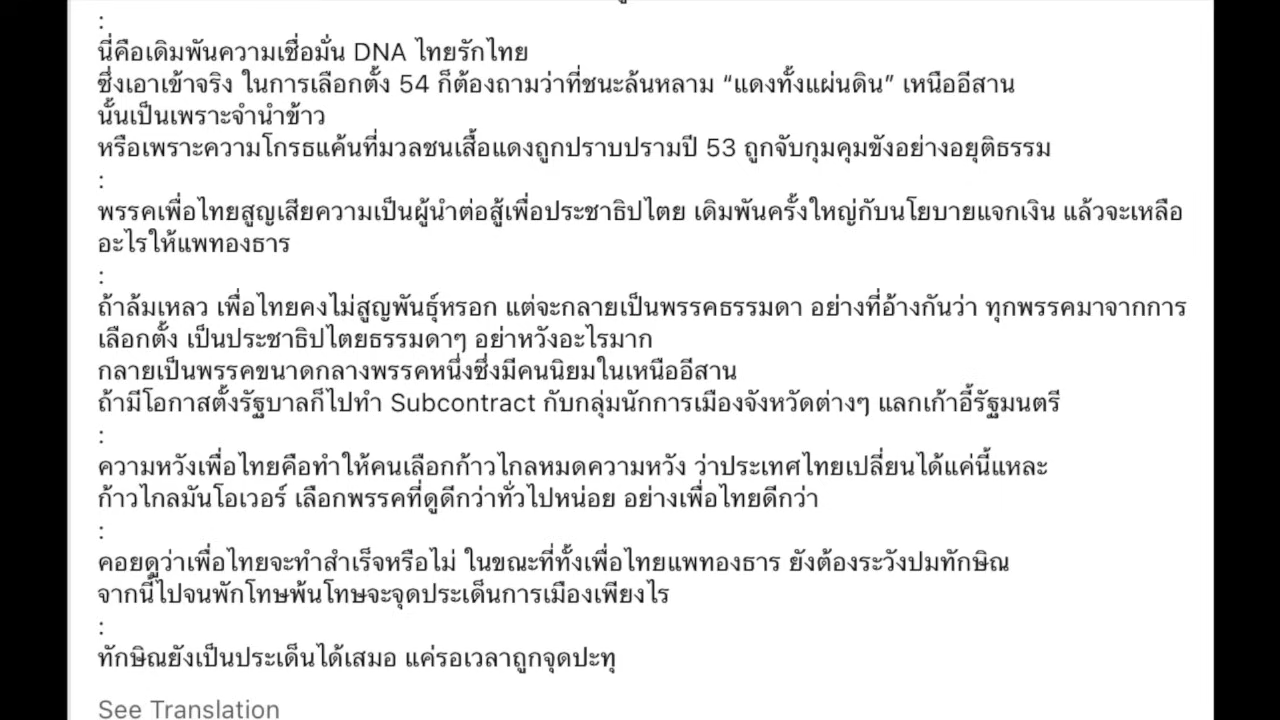 :
นี่คือเดิมพันความเชื่อมั่น DNA ไทยรักไทย
ซึ่งเอาเข้าจริง ในการเลือกตั้ง 54 ก็ต้องถามว่าที่ชนะล้นหลาม “แดงทั้งแผ่นดิน” เหนืออีสาน
นั้นเป็นเพราะจำนำข้าว
หรือเพราะความโกรธแค้นที่มวลชนเสื้อแดงถูกปราบปรามปี 53 ถูกจับกุมคุมขังอย่างอยุติธรรม
:
พรรคเพื่อไทยสูญเสียความเป็นผู้นำต่อสู้เพื่อประชาธิปไตย เดิมพันครั้งใหญ่กับนโยบายแจกเงิน แล้วจะเหลือ
อะไรให้แพทองธาร
:
ถ้าล้มเหลว เพื่อไทยคงไม่สูญพันธุ์หรอก แต่จะกลายเป็นพรรคธรรมดา อย่างที่อ้างกันว่า ทุกพรรคมาจากการ
เลือกตั้ง เป็นประชาธิปไตยธรรมดาๆ อย่าหวังอะไรมาก
กลายเป็นพรรคขนาดกลางพรรคหนึ่งซึ่งมีคนนิยมในเหนืออีสาน
ถ้ามีโอกาสตั้งรัฐบาลก็ไปทำ Subcontract กับกลุ่มนักการเมืองจังหวัดต่างๆ แลกเก้าอี้รัฐมนตรี
:
ความหวังเพื่อไทยคือทำให้คนเลือกก้าวไกลหมดความหวัง ว่าประเทศไทยเปลี่ยนได้แค่นี้แหละ
ก้าวไกลมันโอเวอร์ เลือกพรรคที่ดูดีกว่าทั่วไปหน่อย อย่างเพื่อไทยดีกว่า
:
คอยดูว่าเพื่อไทยจะทำสำเร็จหรือไม่ ในขณะที่ทั้งเพื่อไทยแพทองธาร ยังต้องระวังปมทักษิณ
จากนี้ไปจนพักโทษพ้นโทษจะจุดประเด็นการเมืองเพียงไร
:
ทักษิณยังเป็นประเด็นได้เสมอ แค่รอเวลาถูกจุดปะทุ
See Translation